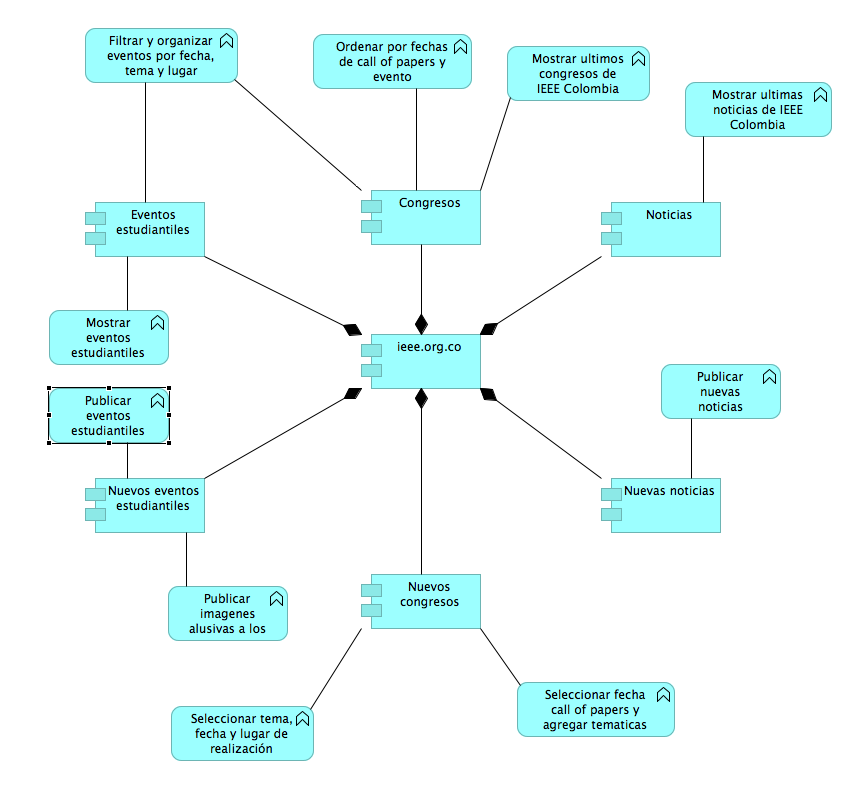 Filtrar y organizar
eventos por fecha,
tema y lugar
Ordenar por fechas
de call of papers y
evento
Mostrar ultimos
congresos de
IEEE Colombia
Mostrar ultimas
noticias de IEEE
Colombia
Eventos
estudiantiles
Congresos
Noticias
Mostrar
eventos
estudiantiles
ieee.org.co
Publicar
eventos
estudiantiles
Publicar
nuevas
noticias
Nuevos eventos
estudiantiles
Nuevas noticias
Publicar
imagenes
alusivas a los
Nuevos
congresos
Seleccionar tema,
fecha y lugar de
realización
Seleccionar fecha
call of papers y
agregar tematicas